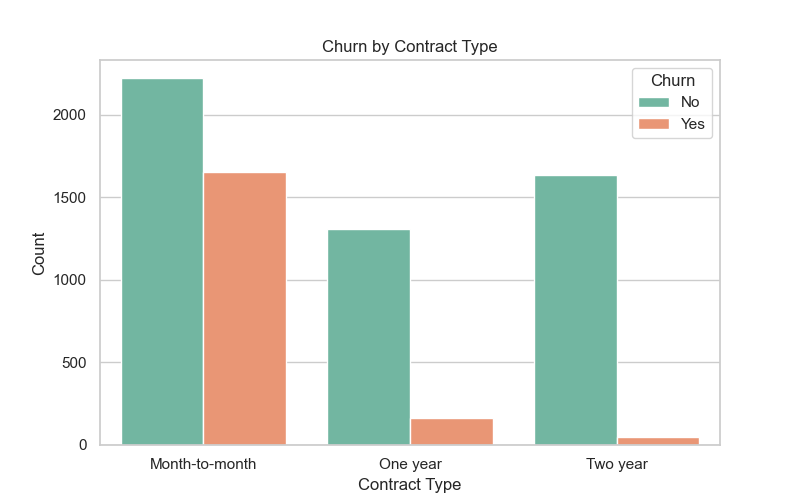 Churn by Contract Type
Churn
No
Yes
2000
1500
1000
500
0
Count
Month-to-month
One year
Two year
Contract Type